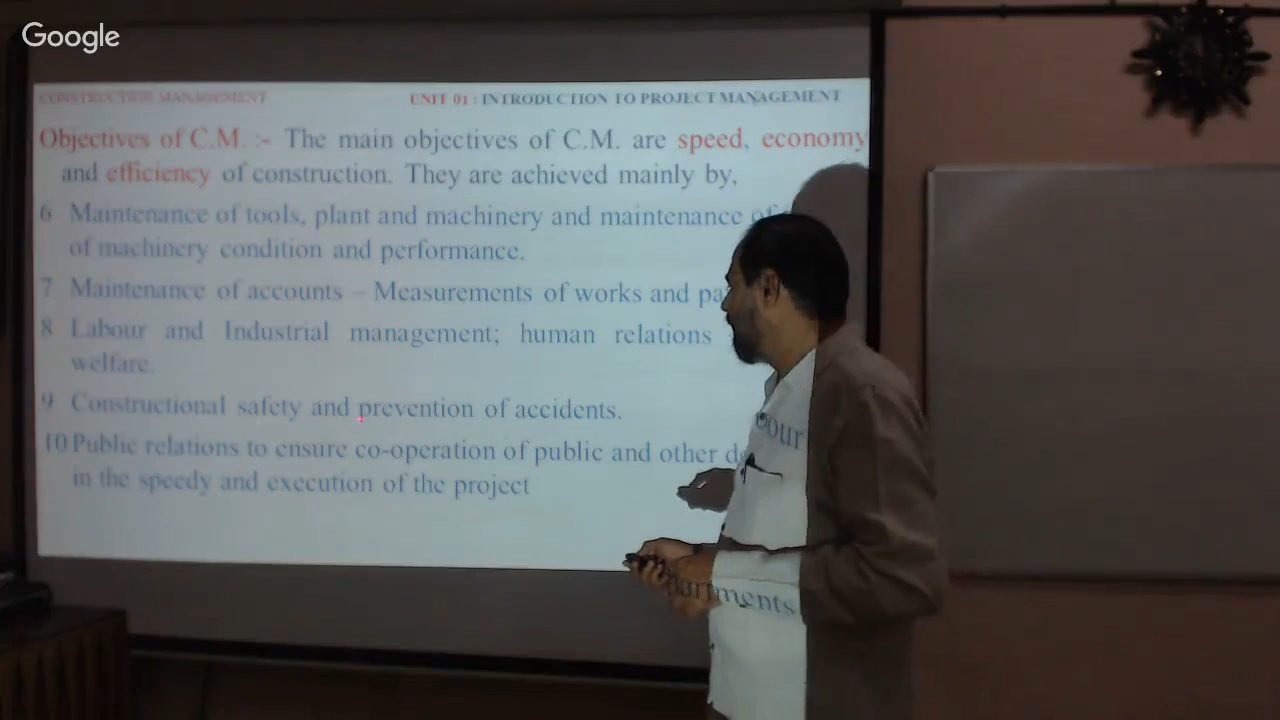 Google
CONSTRUCTION MANAGEMENT UNIT 01 : INTRODUCTION TO PROJECT MANAGEMENT
Objectives of C.M. :- The main objectives of C.M. are speed, economy
and efficiency of construction. They are achieved mainly by,
6 Maintenance of tools, plant and machinery and maintenance of
of machinery condition and performance.
7 Maintenance of accounts – Measurements of works and
8 Labour and Industrial management; human relations
welfare.
9 Constructional safety and prevention of accidents.
10 Public relations to ensure co-operation of public and other
in the speedy and execution of the project